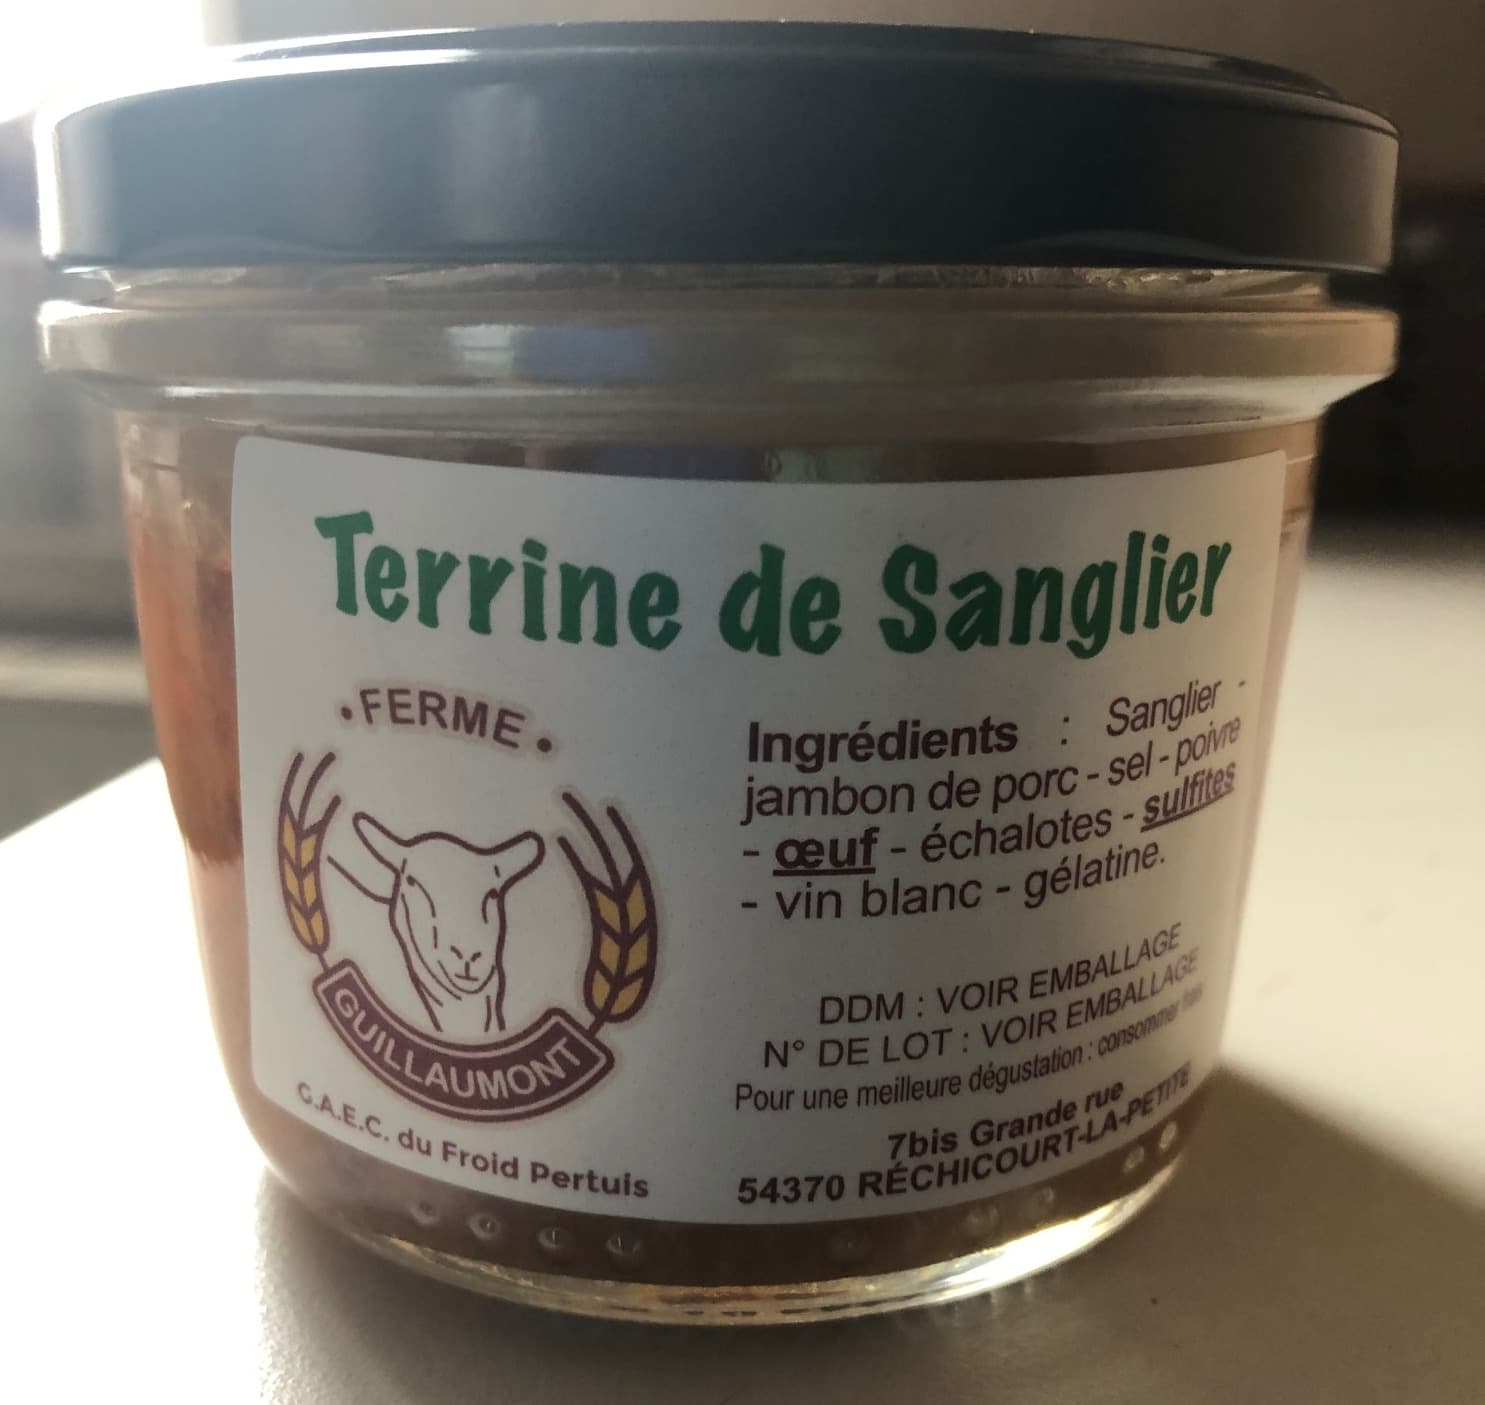 Terrine de Sanglier
• FERME •
GUILLAUMONT
G.A.E.C. du Froid Pertuis
Ingrédients : Sanglier -
jambon de porc - sel - poivre
- œuf - échalotes - sulfites
- vin blanc - gélatine.
DDM : VOIR EMBALLAGE
N° DE LOT : VOIR EMBALLAGE
Pour une meilleure dégustation : consommer frais
7bis Grande rue
54370 RÉCHICOURT-LA-PETITE